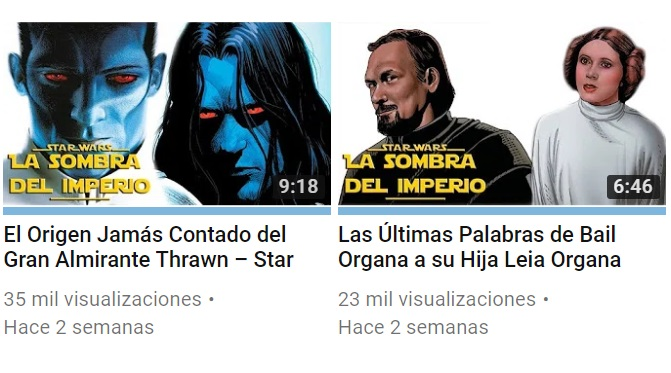 STAR WARS
LA SOMBRA
DEL IMPERIO
9:18
El Origen Jamás Contado del
Gran Almirante Thrawn – Star
35 mil visualizaciones •
Hace 2 semanas
STAR WARS
LA SOMBRA
DEL IMPERIO
6:46
Las Últimas Palabras de Bail
Organa a su Hija Leia Organa
23 mil visualizaciones •
Hace 2 semanas